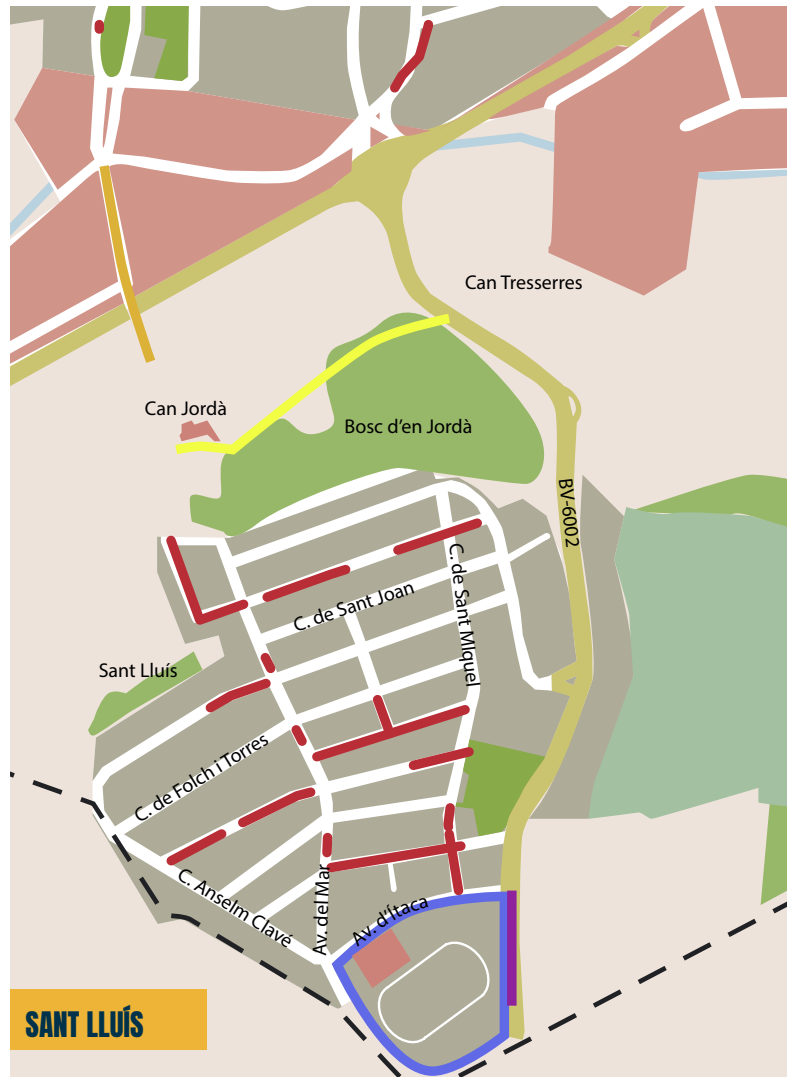 Can Tresserres
Can Jordà
Bosc d'en Jordà
BV-6002
C. de Sant MIquel
C. de Sant Joan
Sant Lluís
C. de Folch i Torres
C. Anselm Clavé
Av. del Mar
Av. d'Ítaca
SANT LLUÍS